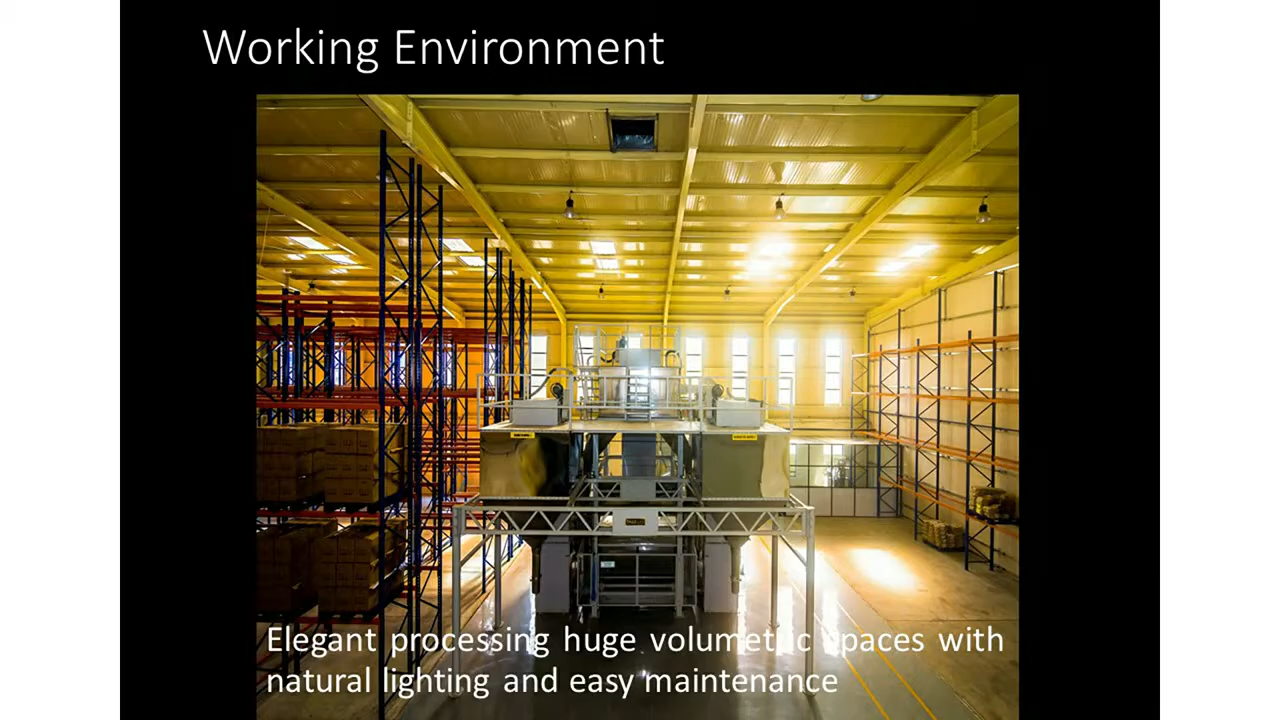 Working Environment
Elegant processing huge volumetric spaces with
natural lighting and easy maintenance